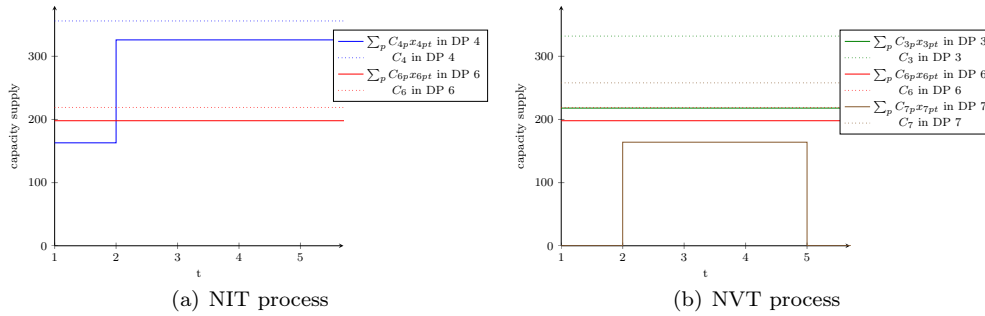 capacity supply
300
200
100
0
1 2 3 4 5
t
∑p C4p x4pt in DP 4
C4 in DP 4
∑p C6p x6pt in DP 6
C6 in DP 6
(a) NIT process
capacity supply
300
200
100
0
1 2 3 4 5
t
∑p C3p x3pt in DP 3
C3 in DP 3
∑p C6p x6pt in DP 6
C6 in DP 6
∑p C7p x7pt in DP 7
C7 in DP 7
(b) NVT process